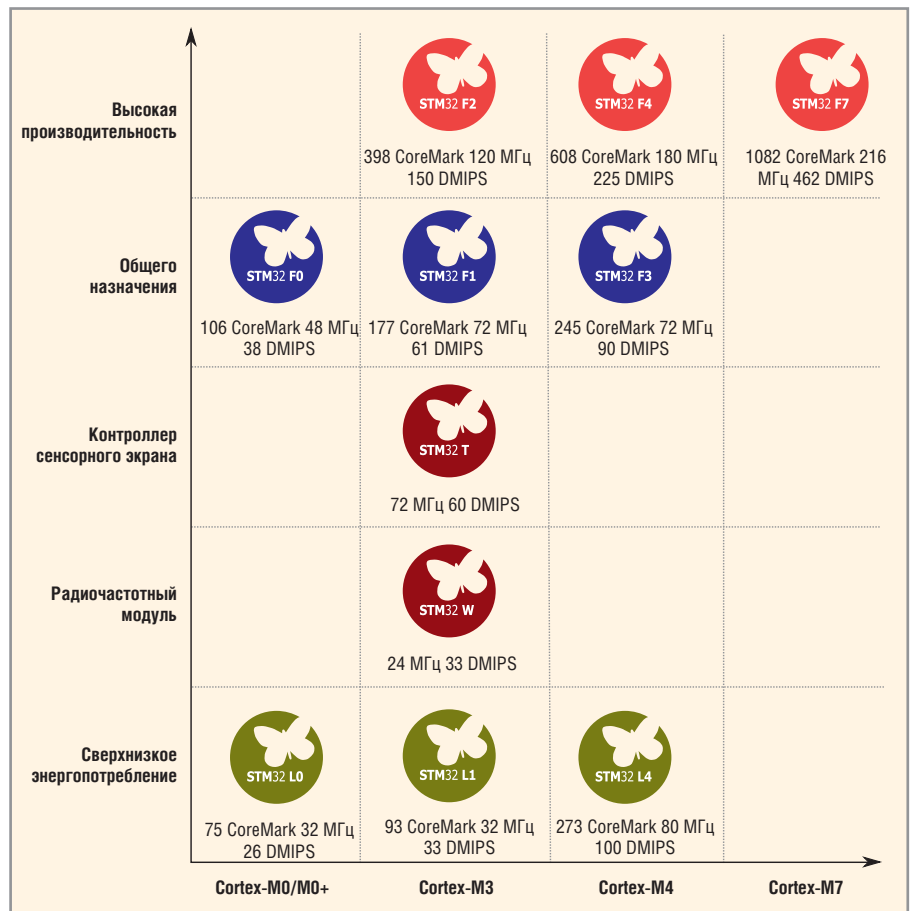 Высокая
производительность
STM32 F2
STM32 F4
STM32 F7
398 CoreMark 120 МГц
150 DMIPS
608 CoreMark 180 МГц
225 DMIPS
1082 CoreMark 216
МГц 462 DMIPS
Общего
назначения
STM32 F0
STM32 F1
STM32 F3
106 CoreMark 48 МГц
38 DMIPS
177 CoreMark 72 МГц
61 DMIPS
245 CoreMark 72 МГц
90 DMIPS
Контроллер
сенсорного экрана
STM32 T
72 МГц 60 DMIPS
Радиочастотный
модуль
STM32 W
24 МГц 33 DMIPS
Сверхнизкое
энергопотребление
STM32 L0
STM32 L1
STM32 L4
75 CoreMark 32 МГц
26 DMIPS
93 CoreMark 32 МГц
33 DMIPS
273 CoreMark 80 МГц
100 DMIPS
Cortex-M0/M0+
Cortex-M3
Cortex-M4
Cortex-M7